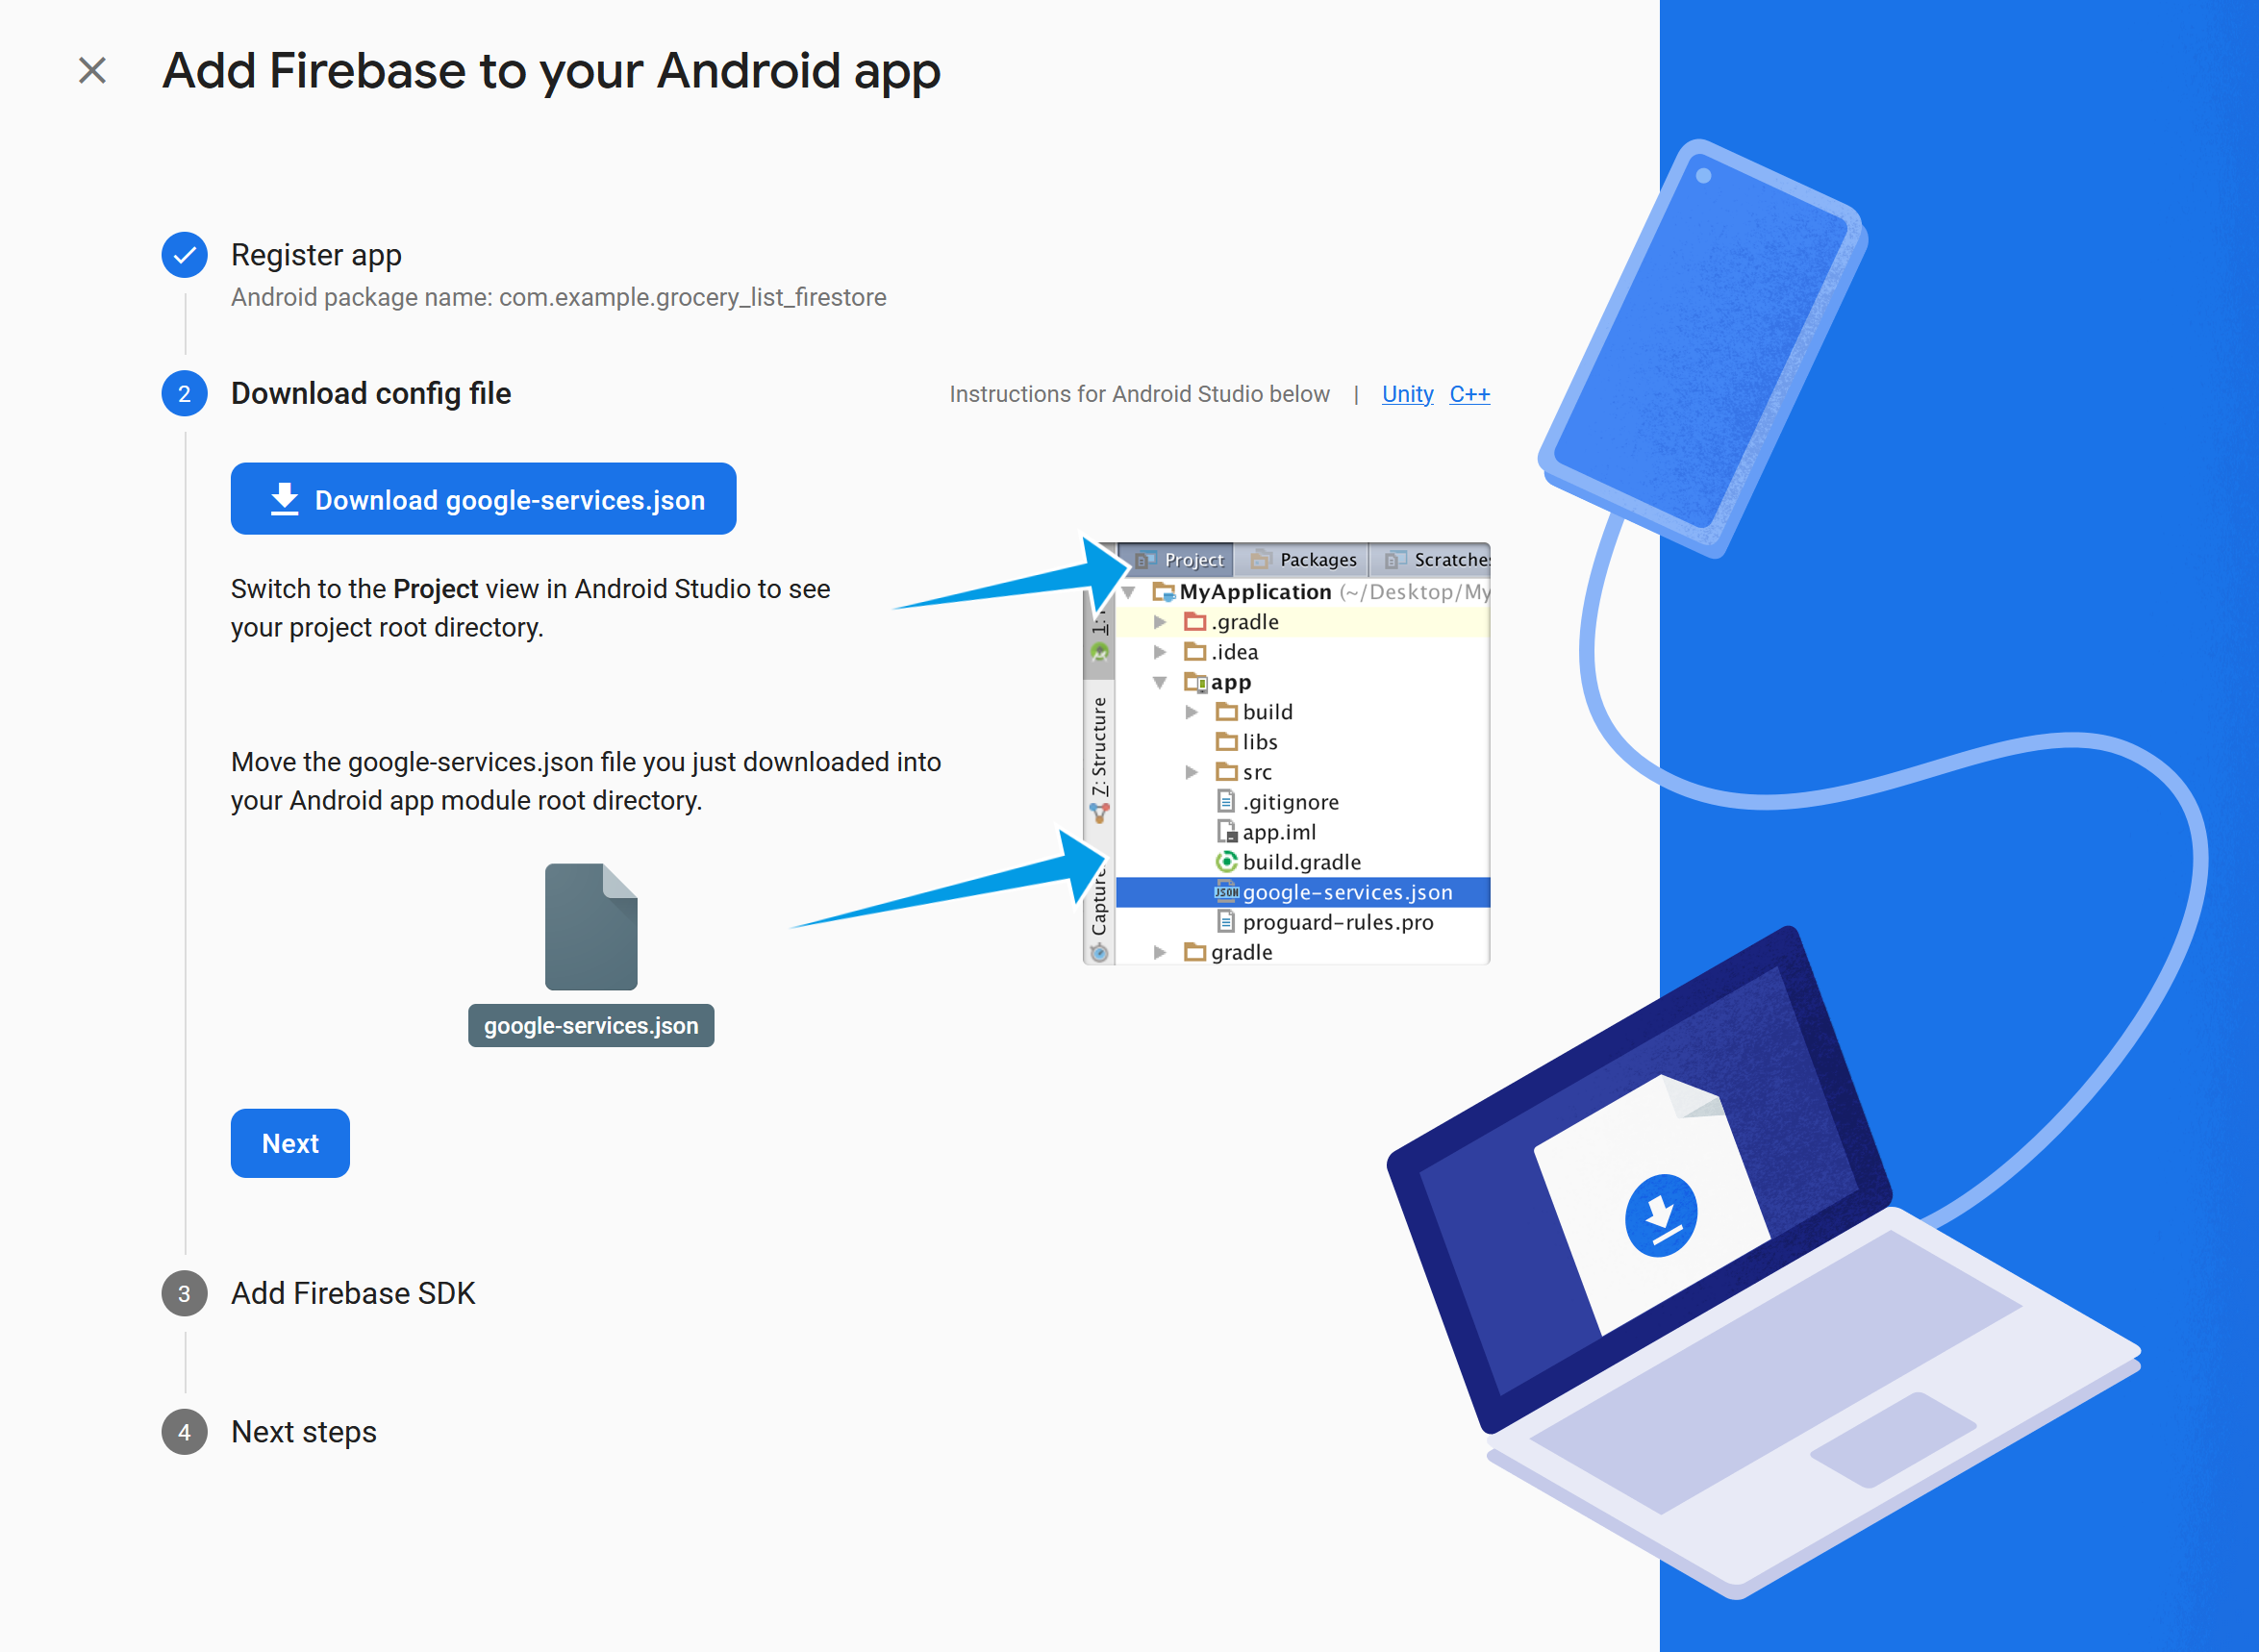 Add Firebase to your Android app
Register app
Android package name: com.example.grocery_list_firestore
2
Download config file
Instructions for Android Studio below | Unity C++
Download google-services.json
Switch to the Project view in Android Studio to see
your project root directory.
Move the google-services.json file you just downloaded into
your Android app module root directory.
google-services.json
Project Packages Scratche
MyApplication (~/Desktop/My
.gradle
.idea
app
build
libs
src
.gitignore
app.iml
build.gradle
JSON google-services.json
proguard-rules.pro
gradle
1:
7: Structure
Capture
Next
3
Add Firebase SDK
4
Next steps